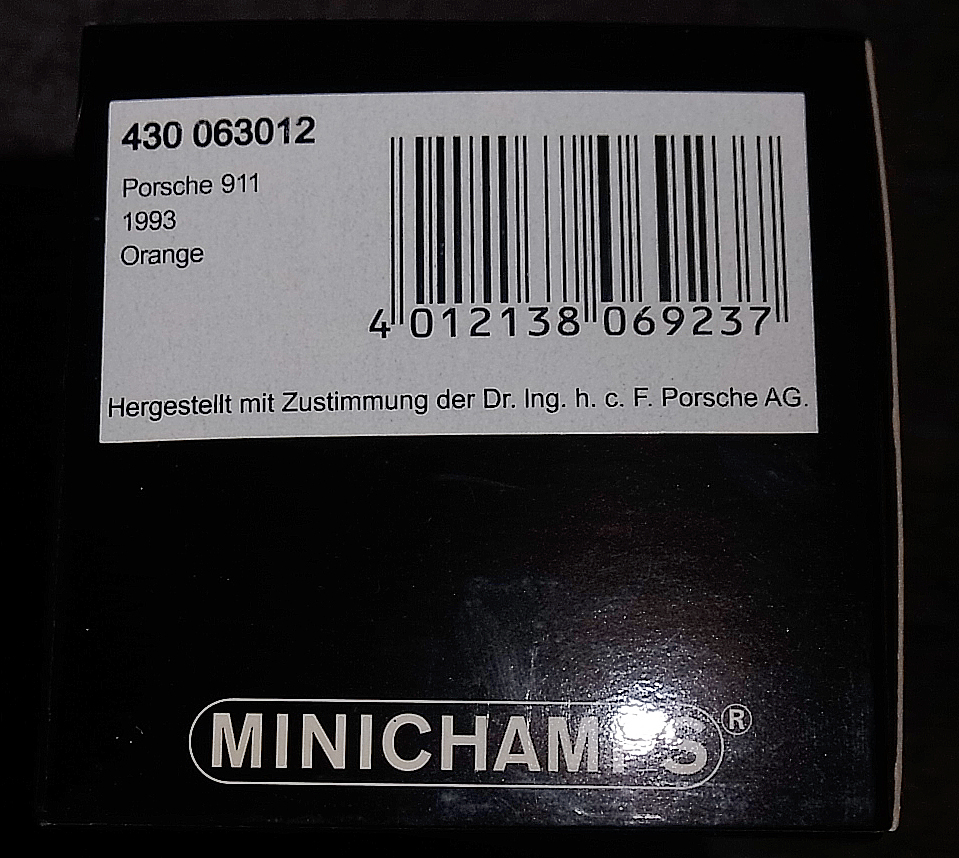 430 063012
Porsche 911
1993
Orange
4 012138 069237
Hergestellt mit Zustimmung der Dr. Ing. h. c. F. Porsche AG.
MINICHAMPS®